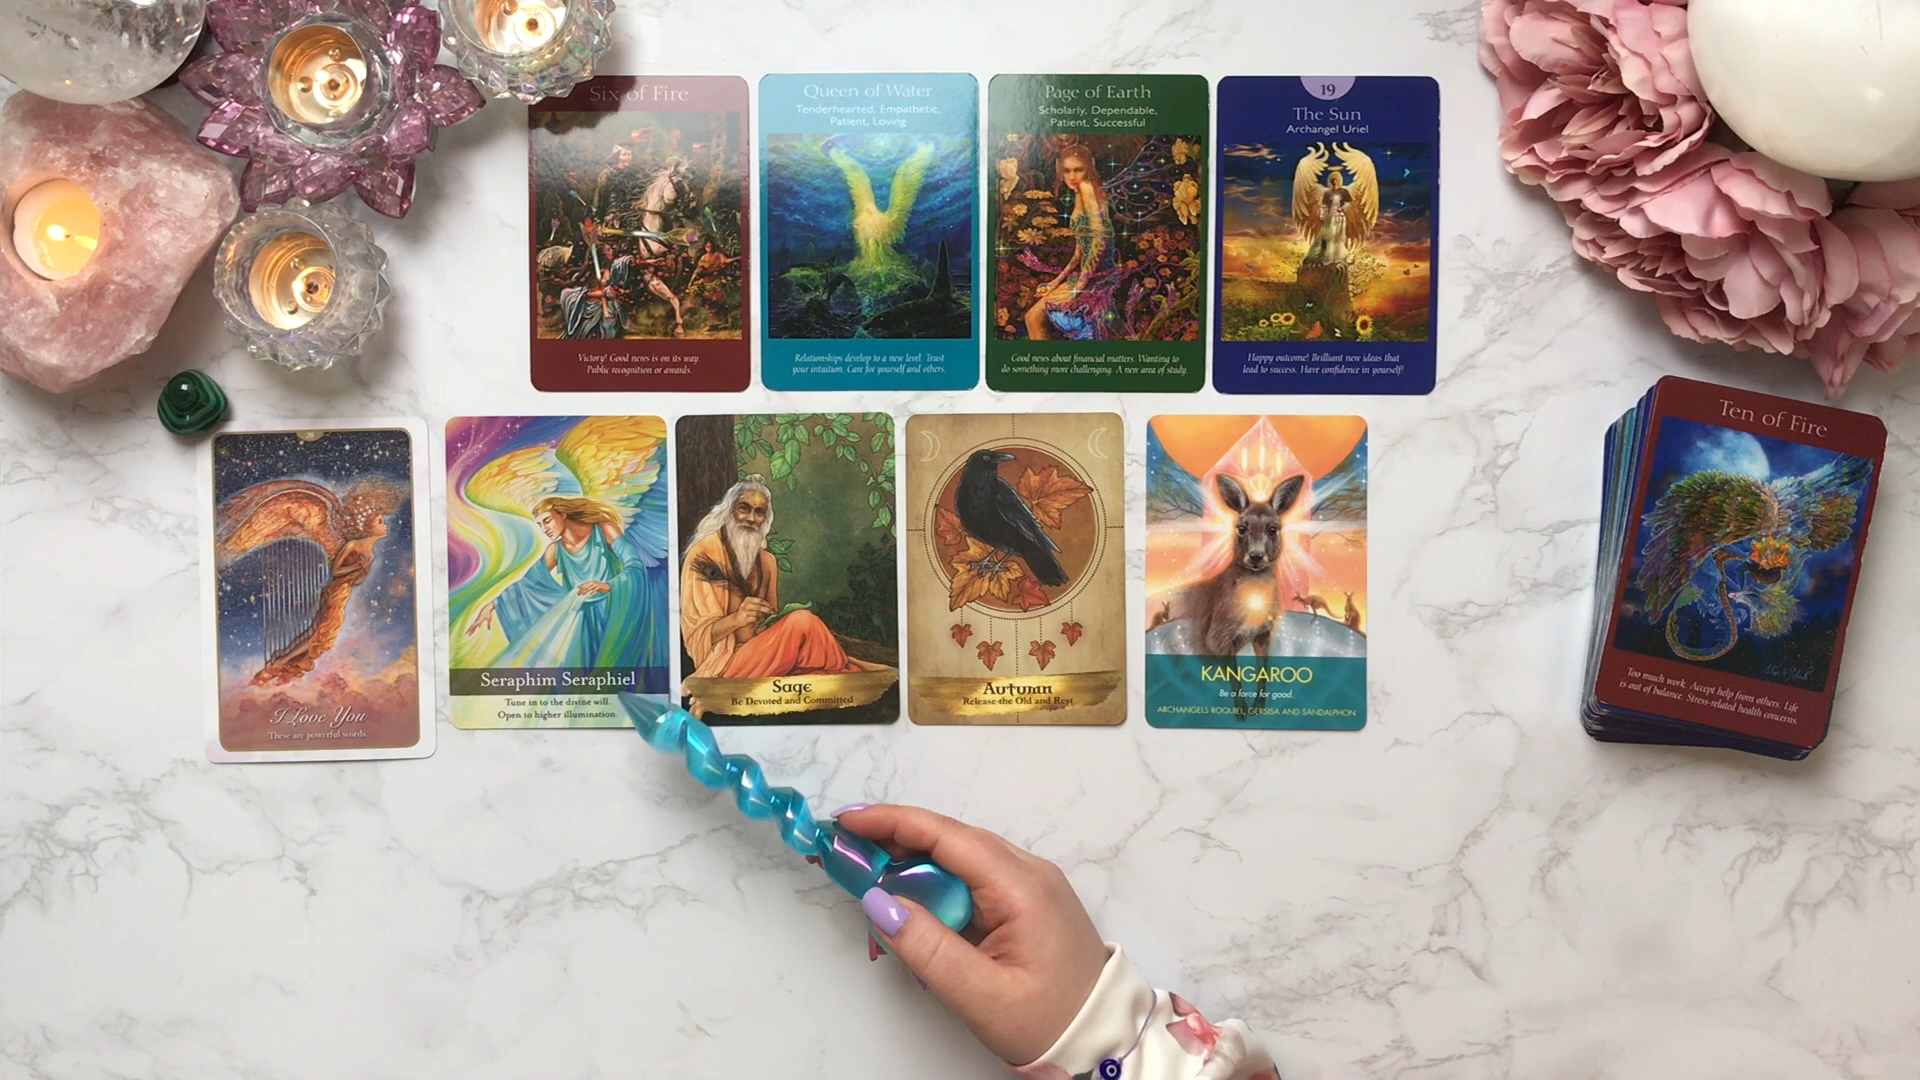 Six of Fire
Victory! Good news is on its way
Public recognition or awards.
Queen of Water
Tenderhearted, Empathetic,
Patient, Loving
Relationships develop to a new level. Trust
your intuition. Care for yourself and others.
Page of Earth
Scholarly, Dependable,
Patient, Successful
Good news about financial matters. Wanting to
do something more challenging. A new area of study.
19
The Sun
Archangel Uriel
Happy outcome! Brilliant new ideas that
lead to success. Have confidence in yourself!
I Love You
These are powerful words.
Seraphim Seraphiel
Tune in to the divine will.
Open to higher illumination.
Sage
Be Devoted and Committed
Autumn
Release the Old and Rest
KANGAROO
Be a force for good.
ARCHANGELS ROQUIEL, GERSISA AND SANDALPHON
Ten of Fire
Too much work. Accept help from others. Life
is out of balance. Stress-related health concerns.